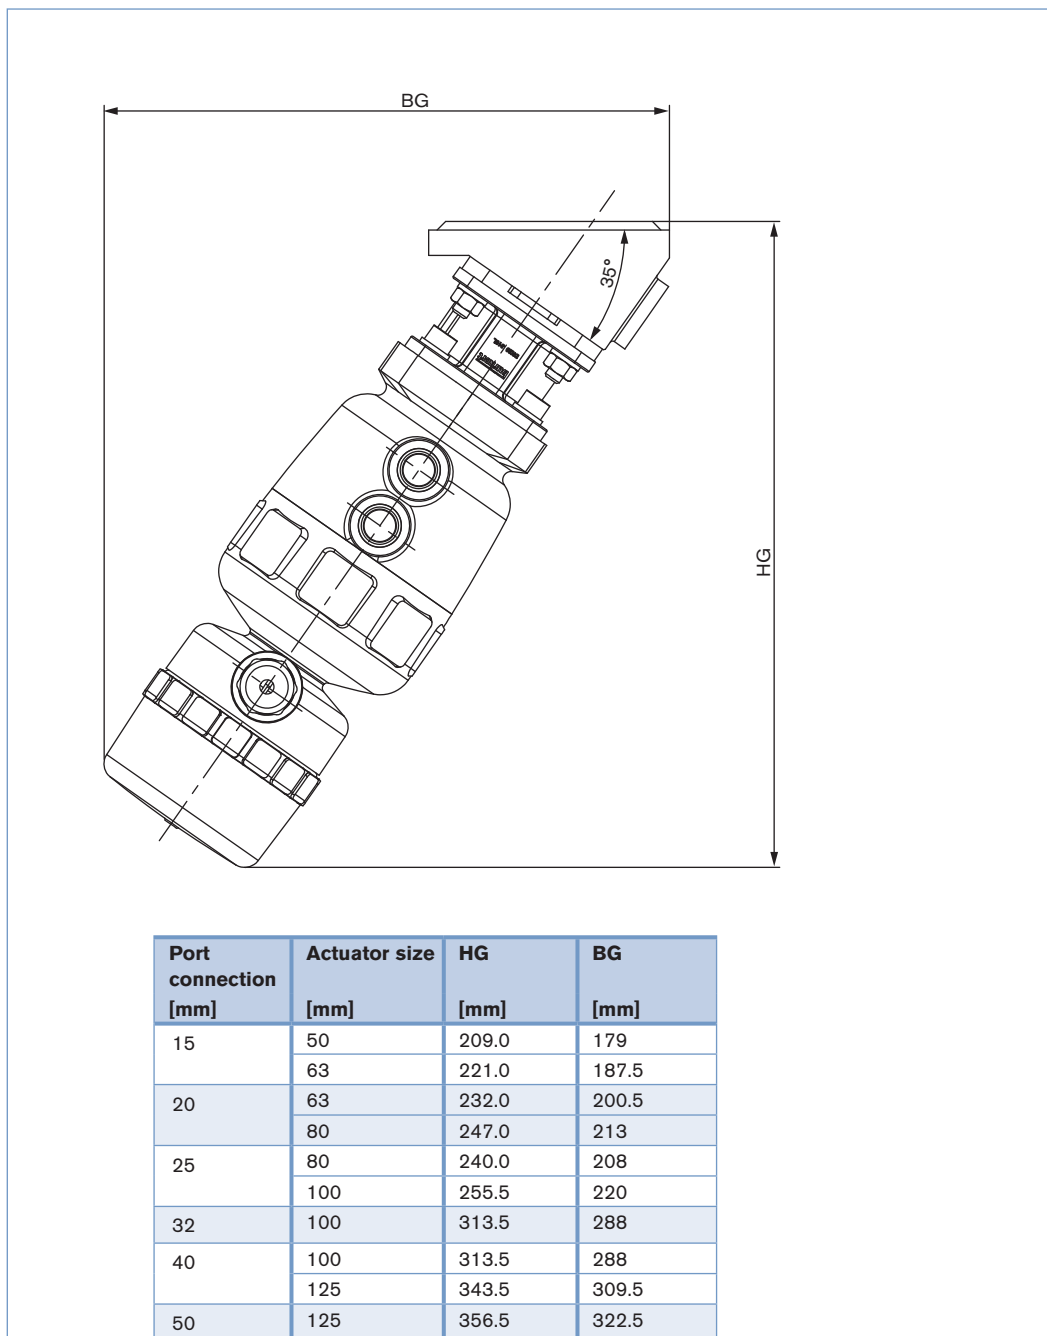 BG
35°
HG
Port connection [mm] Actuator size [mm] HG [mm] BG [mm]
15 50 209.0 179
63 221.0 187.5
20 63 232.0 200.5
80 247.0 213
25 80 240.0 208
100 255.5 220
32 100 313.5 288
40 100 313.5 288
125 343.5 309.5
50 125 356.5 322.5